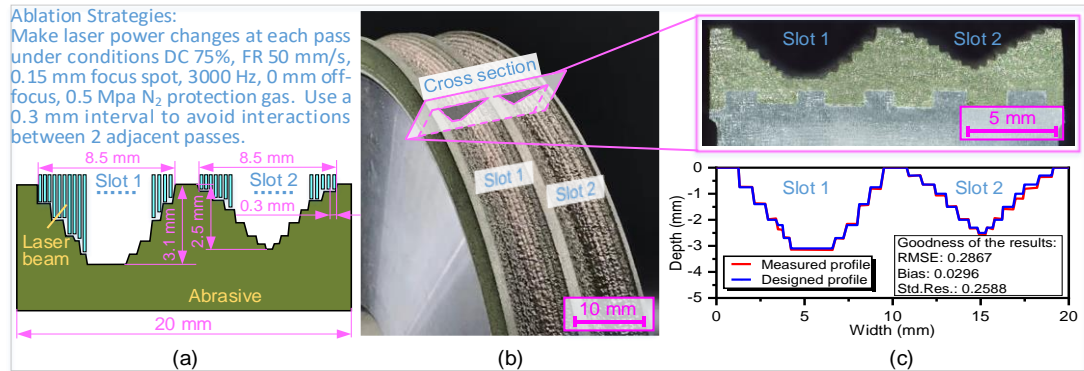 Ablation Strategies:
Make laser power changes at each pass
under conditions DC 75%, FR 50 mm/s,
0.15 mm focus spot, 3000 Hz, 0 mm off-
focus, 0.5 Mpa N₂ protection gas. Use a
0.3 mm interval to avoid interactions
between 2 adjacent passes.
8.5 mm
8.5 mm
Slot 1
Slot 2
0.3 mm
3.1 mm
2.5 mm
Laser
beam
Abrasive
20 mm
(a)
Cross section
Slot 1
Slot 2
10 mm
(b)
Slot 1
Slot 2
5 mm
0
-1
-2
-3
-4
-5
Depth (mm)
Slot 1
Slot 2
Measured profile
Designed profile
Goodness of the results:
RMSE: 0.2867
Bias: 0.0296
Std.Res.: 0.2588
0
5
10
15
20
Width (mm)
(c)